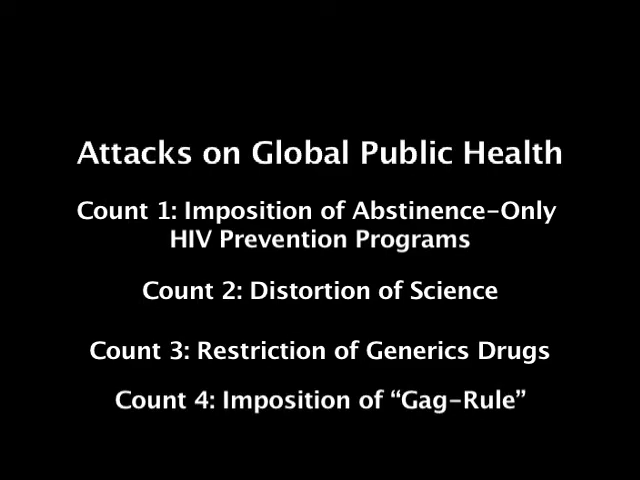 Attacks on Global Public Health
Count 1: Imposition of Abstinence-Only
HIV Prevention Programs
Count 2: Distortion of Science
Count 3: Restriction of Generics Drugs
Count 4: Imposition of “Gag-Rule”